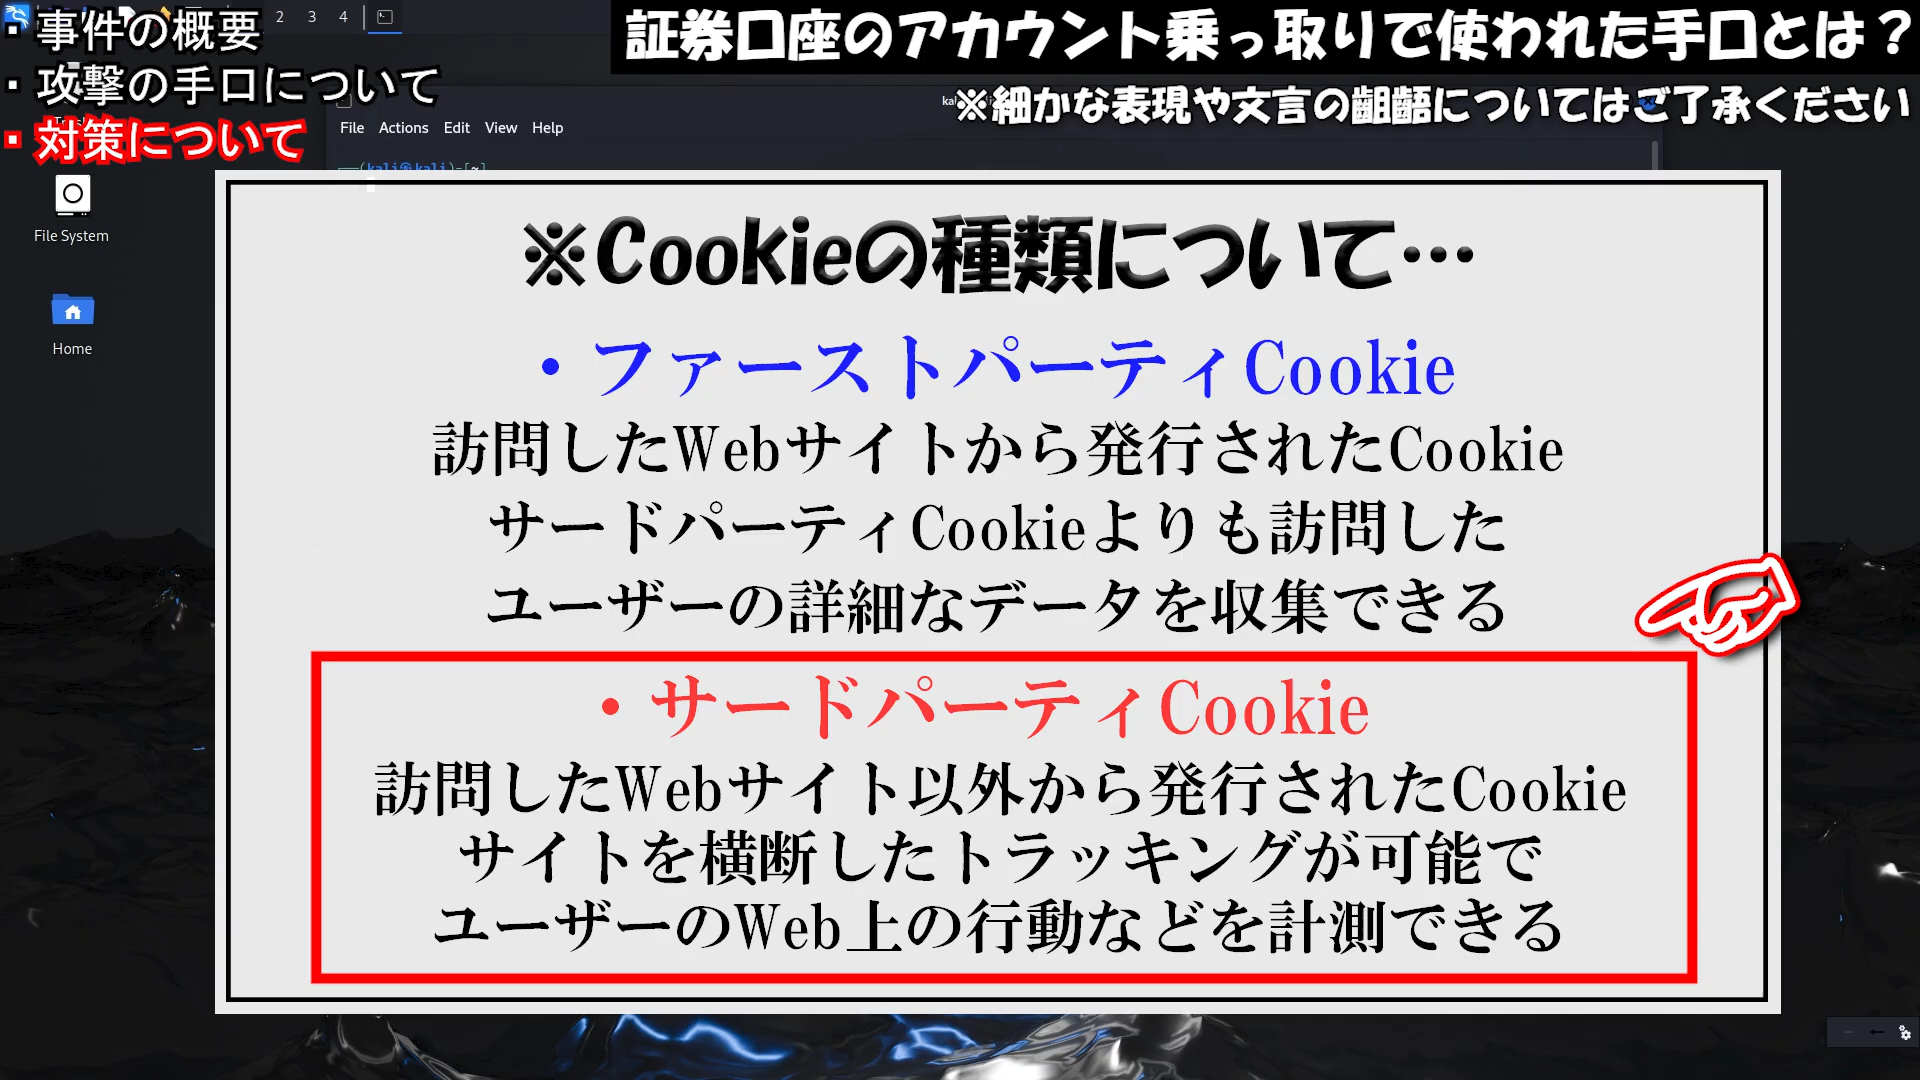 ・事件の概要
・攻撃の手口について
・対策について
2 3 4
証券口座のアカウント乗っ取りで使われた手口とは？
※細かな表現や文言の齟齬についてはご了承ください
File Actions Edit View Help
(kali㉿kali)-[~]
File System
Home
※Cookieの種類について…
・ファーストパーティCookie
訪問したWebサイトから発行されたCookie
サードパーティCookieよりも訪問した
ユーザーの詳細なデータを収集できる
・サードパーティCookie
訪問したWebサイト以外から発行されたCookie
サイトを横断したトラッキングが可能で
ユーザーのWeb上の行動などを計測できる